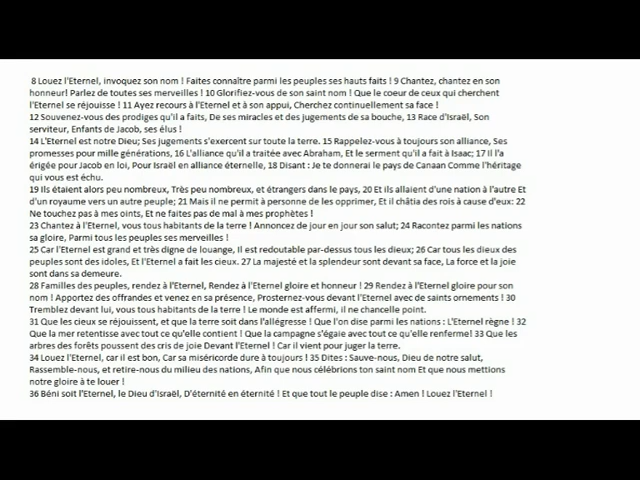 8 Louez l'Eternel, invoquez son nom ! Faites connaître parmi les peuples ses hauts faits ! 9 Chantez, chantez en son
honneur! Parlez de toutes ses merveilles ! 10 Glorifiez-vous de son saint nom ! Que le coeur de ceux qui cherchent
l'Eternel se réjouisse ! 11 Ayez recours à l'Eternel et à son appui, Cherchez continuellement sa face !
12 Souvenez-vous des prodiges qu'il a faits, De ses miracles et des jugements de sa bouche, 13 Race d'Israël, Son
serviteur, Enfants de Jacob, ses élus !
14 L'Eternel est notre Dieu; Ses jugements s'exercent sur toute la terre. 15 Rappelez-vous à toujours son alliance, Ses
promesses pour mille générations, 16 L'alliance qu'il a traitée avec Abraham, Et le serment qu'il a fait à Isaac; 17 Il l'a
érigée pour Jacob en loi, Pour Israël en alliance éternelle, 18 Disant : Je te donnerai le pays de Canaan Comme l'héritage
qui vous est échu.
19 Ils étaient alors peu nombreux, Très peu nombreux, et étrangers dans le pays, 20 Et ils allaient d'une nation à l'autre Et
d'un royaume vers un autre peuple; 21 Mais il ne permit à personne de les opprimer, Et il châtia des rois à cause d'eux: 22
Ne touchez pas à mes oints, Et ne faites pas de mal à mes prophètes !
23 Chantez à l'Eternel, vous tous habitants de la terre ! Annoncez de jour en jour son salut; 24 Racontez parmi les nations
sa gloire, Parmi tous les peuples ses merveilles !
25 Car l'Eternel est grand et très digne de louange, Il est redoutable par-dessus tous les dieux; 26 Car tous les dieux des
peuples sont des idoles, Et l'Eternel a fait les cieux. 27 La majesté et la splendeur sont devant sa face, La force et la joie
sont dans sa demeure.
28 Familles des peuples, rendez à l'Eternel, Rendez à l'Eternel gloire et honneur ! 29 Rendez à l'Eternel gloire pour son
nom ! Apportez des offrandes et venez en sa présence, Prosternez-vous devant l'Eternel avec de saints ornements ! 30
Tremblez devant lui, vous tous habitants de la terre ! Le monde est affermi, il ne chancelle point.
31 Que les cieux se réjouissent, et que la terre soit dans l'allégresse ! Que l'on dise parmi les nations : L'Eternel règne ! 32
Que la mer retentisse avec tout ce qu'elle contient ! Que la campagne s'égaie avec tout ce qu'elle renferme! 33 Que les
arbres des forêts poussent des cris de joie Devant l'Eternel ! Car il vient pour juger la terre.
34 Louez l'Eternel, car il est bon, Car sa miséricorde dure à toujours ! 35 Dites : Sauve-nous, Dieu de notre salut,
Rassemble-nous, et retire-nous du milieu des nations, Afin que nous célébrions ton saint nom Et que nous mettions
notre gloire à te louer !
36 Béni soit l'Eternel, le Dieu d'Israël, D'éternité en éternité ! Et que tout le peuple dise : Amen ! Louez l'Eternel !